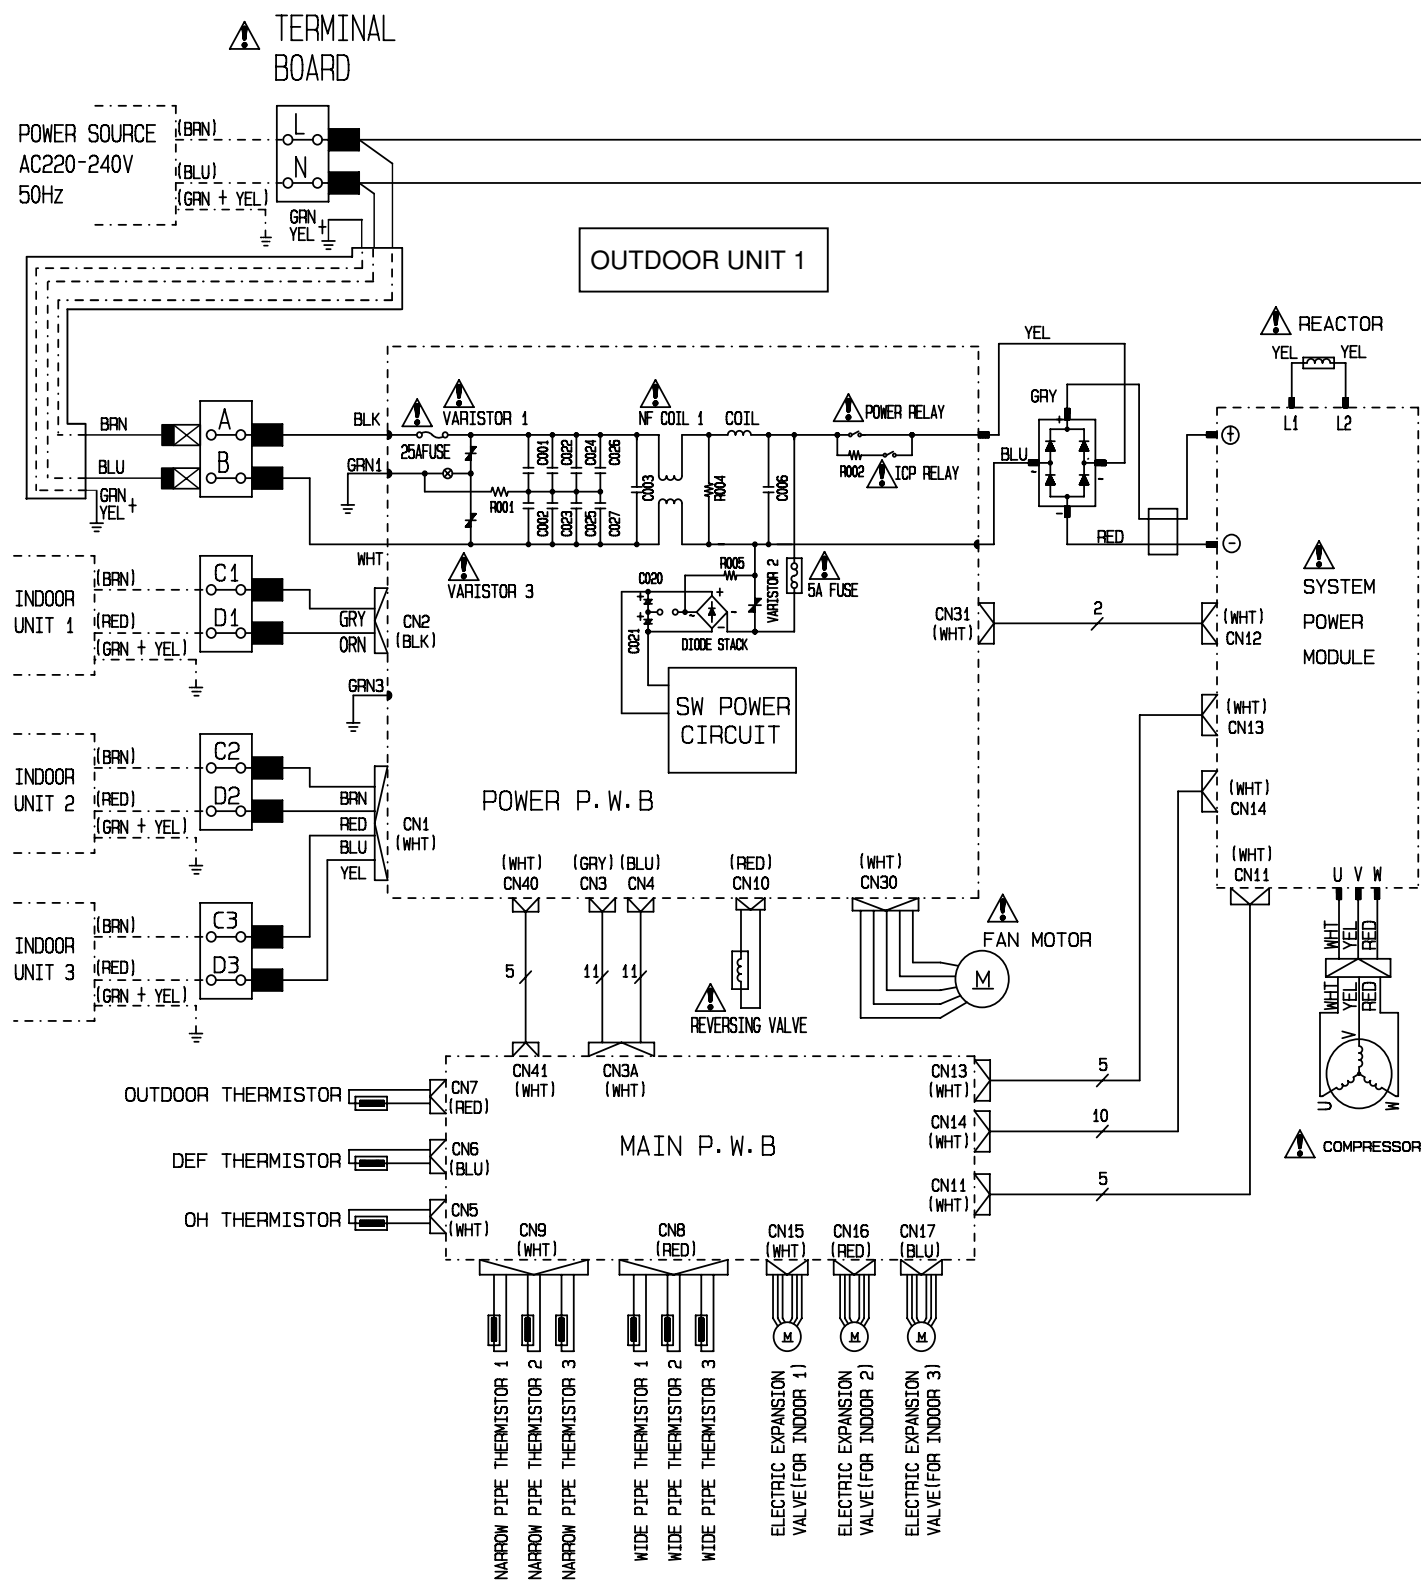 TERMINAL
BOARD
POWER SOURCE
AC220-240V
50Hz
(BRN)
(BLU)
(GRN + YEL)
L
N
GRN
YEL
OUTDOOR UNIT 1
REACTOR
YEL
YEL
L1
L2
YEL
GRY
BLU
RED
BRN
BLU
GRN
YEL
A
B
BLK
GRN1
WHT
25AFUSE
VARISTOR 1
C001
C022
C024
C026
NF COIL 1
COIL
POWER RELAY
R002
ICP RELAY
R001
C002
C023
C025
C027
C003
R004
C006
VARISTOR 3
C020
R005
VARISTOR 2
5A FUSE
C021
DIODE STACK
SW POWER
CIRCUIT
INDOOR
UNIT 1
(BRN)
(RED)
(GRN + YEL)
C1
D1
GRY
ORN
CN2
(BLK)
GRN3
CN31
(WHT)
2
(WHT)
CN12
SYSTEM
POWER
MODULE
(WHT)
CN13
(WHT)
CN14
(WHT)
CN11
U V W
INDOOR
UNIT 2
(BRN)
(RED)
(GRN + YEL)
C2
D2
BRN
RED
BLU
YEL
CN1
(WHT)
POWER P.W.B
(WHT)
CN40
(GRY)
CN3
(BLU)
CN4
(RED)
CN10
(WHT)
CN30
INDOOR
UNIT 3
(BRN)
(RED)
(GRN + YEL)
C3
D3
5
11
11
REVERSING VALVE
FAN MOTOR
M
WHT
YEL
RED
WHT
YEL
RED
V
U
W
COMPRESSOR
CN41
(WHT)
CN3A
(WHT)
OUTDOOR THERMISTOR
CN7
(RED)
DEF THERMISTOR
CN6
(BLU)
OH THERMISTOR
CN5
(WHT)
MAIN P.W.B
CN13
(WHT)
5
CN14
(WHT)
10
CN11
(WHT)
5
CN9
(WHT)
CN8
(RED)
CN15
(WHT)
CN16
(RED)
CN17
(BLU)
M
M
M
NARROW PIPE THERMISTOR 1
NARROW PIPE THERMISTOR 2
NARROW PIPE THERMISTOR 3
WIDE PIPE THERMISTOR 1
WIDE PIPE THERMISTOR 2
WIDE PIPE THERMISTOR 3
ELECTRIC EXPANSION
VALVE(FOR INDOOR 1)
ELECTRIC EXPANSION
VALVE(FOR INDOOR 2)
ELECTRIC EXPANSION
VALVE(FOR INDOOR 3)